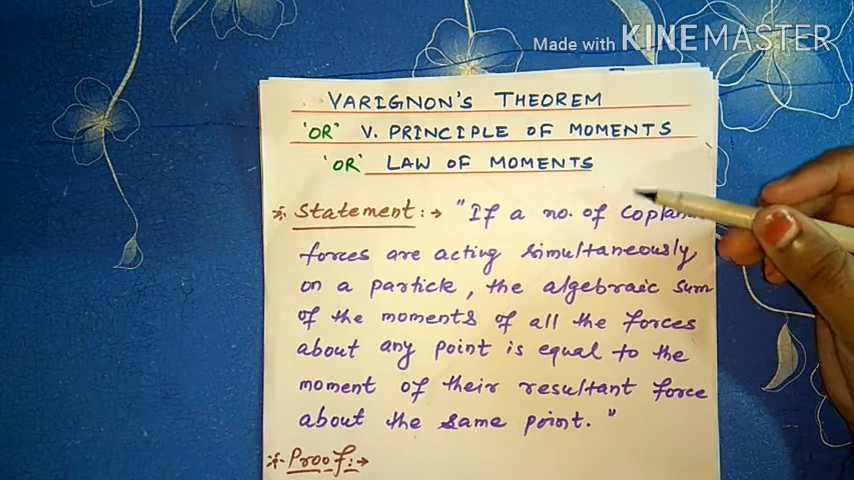 Made with KINEMASTER
VARIGNON'S THEOREM
'OR' V. PRINCIPLE OF MOMENTS
'OR' LAW OF MOMENTS
Statement:→ "If a no. of
forces are acting simultaneously
on a particle, the algebraic sum
of the moments of all the forces
about any point is equal to the
moment of their resultant force
about the same point."
Proof:→